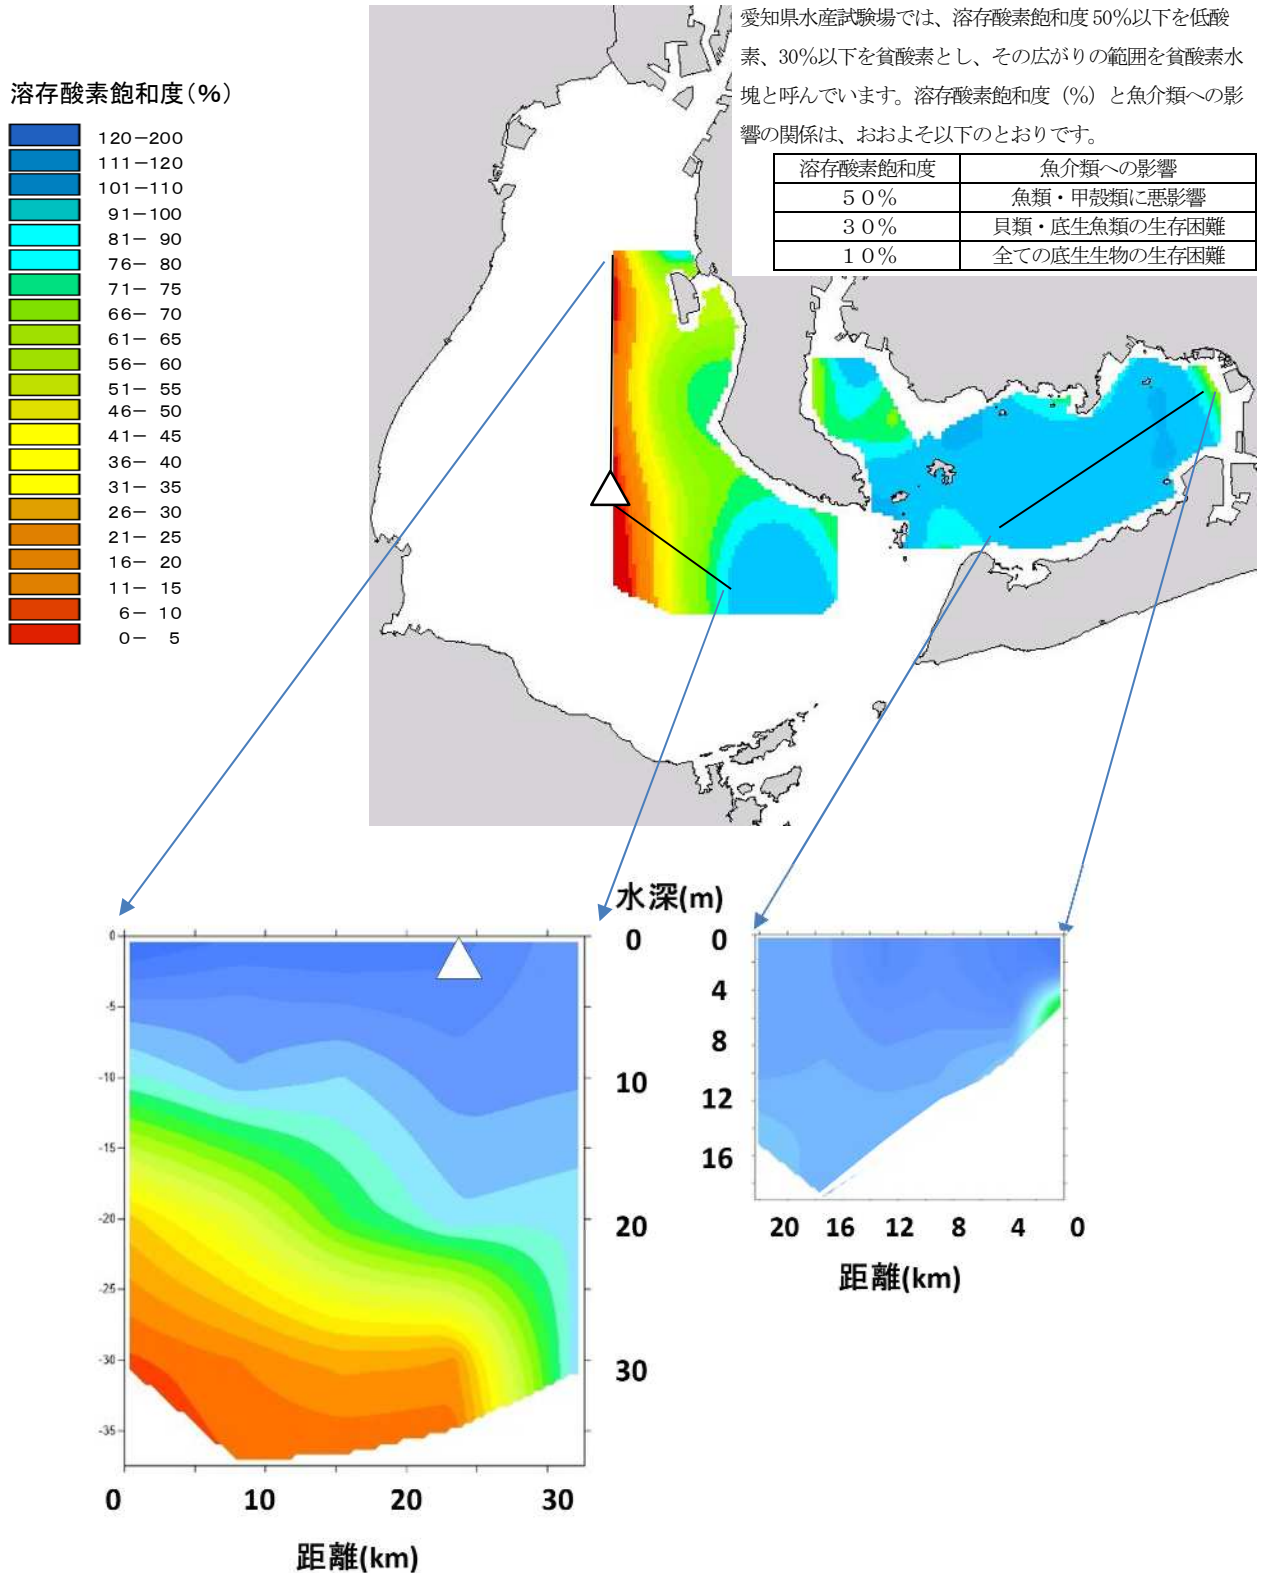 愛知県水産試験場では、溶存酸素飽和度 50%以下を低酸
素、30%以下を貧酸素とし、その広がりの範囲を貧酸素水
塊と呼んでいます。溶存酸素飽和度（%）と魚介類への影
響の関係は、おおよそ以下のとおりです。
溶存酸素飽和度 魚介類への影響
５０% 魚類・甲殻類に悪影響
３０% 貝類・底生魚類の生存困難
１０% 全ての底生生物の生存困難
溶存酸素飽和度(%)
120－200
111－120
101－110
91－100
81－ 90
76－ 80
71－ 75
66－ 70
61－ 65
56－ 60
51－ 55
46－ 50
41－ 45
36－ 40
31－ 35
26－ 30
21－ 25
16－ 20
11－ 15
6－ 10
0－ 5
水深(m)
0
-5
-10
-15
-20
-25
-30
-35
0
10
20
30
0 10 20 30
距離(km)
0
4
8
12
16
20 16 12 8 4 0
距離(km)